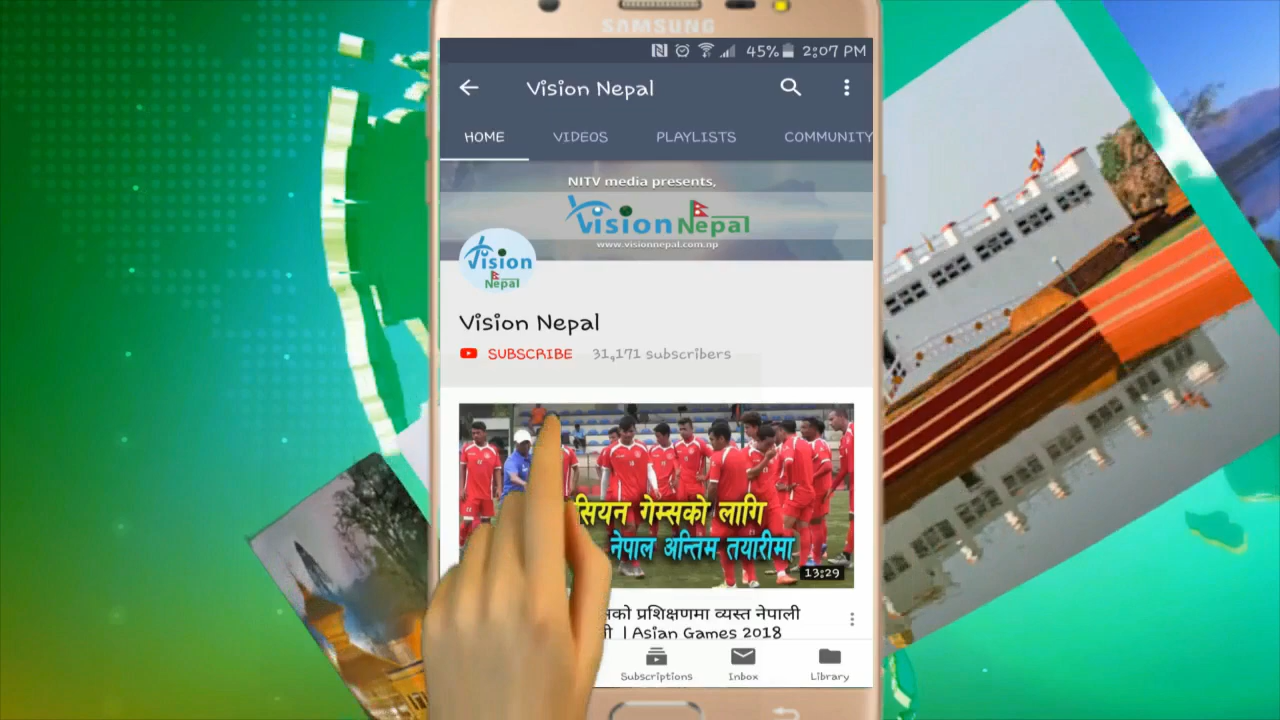 SAMSUNG
45% 2:07 PM
Vision Nepal
HOME VIDEOS PLAYLISTS COMMUNITY
NITV media presents,
Vision Nepal
www.visionnepal.com.np
Vision
Nepal
Vision Nepal
SUBSCRIBE 31,171 subscribers
सियन गेम्सको लागि
नेपाल अन्तिम तयारीमा
13:29
को प्रशिक्षणमा व्यस्त नेपाली
| Asian Games 2018
Subscriptions Inbox Library